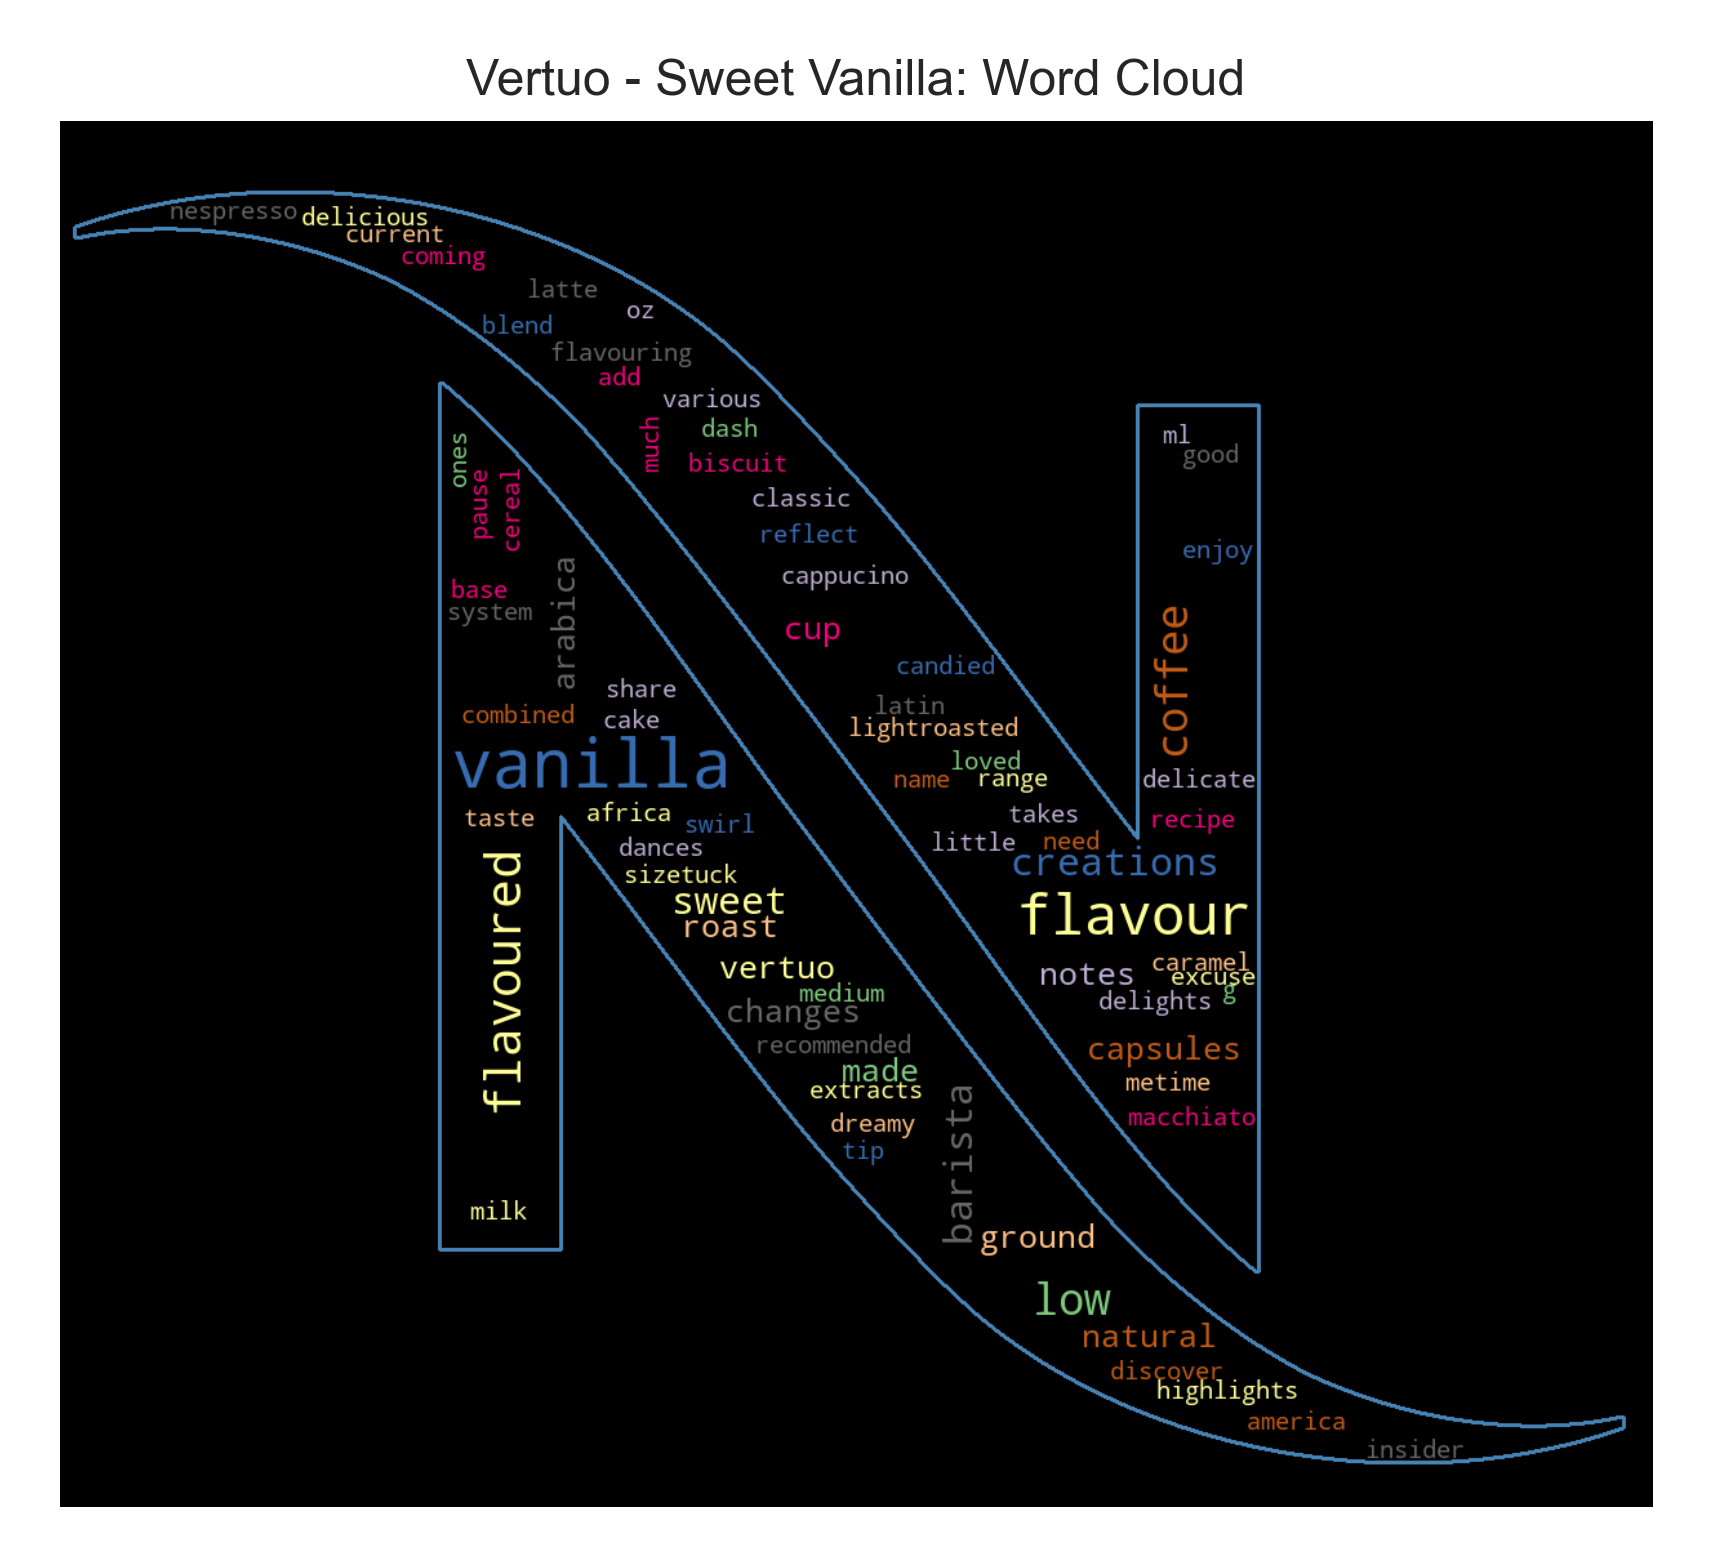 Vertuo - Sweet Vanilla: Word Cloud
nespresso
delicious
current
coming
latte
oz
blend
flavouring
add
various
much
dash
biscuit
classic
reflect
cappucino
cup
candied
latin
lightroasted
loved
name
range
takes
little
need
ml
good
enjoy
coffee
delicate
recipe
creations
flavour
caramel
notes
excuse
g
delights
capsules
metime
macchiato
ones
pause
cereal
arabica
base
system
share
combined
cake
vanilla
taste
africa
swirl
dances
flavoured
sizetuck
sweet
roast
vertuo
medium
changes
recommended
made
extracts
dreamy
tip
barista
milk
ground
low
natural
discover
highlights
america
insider